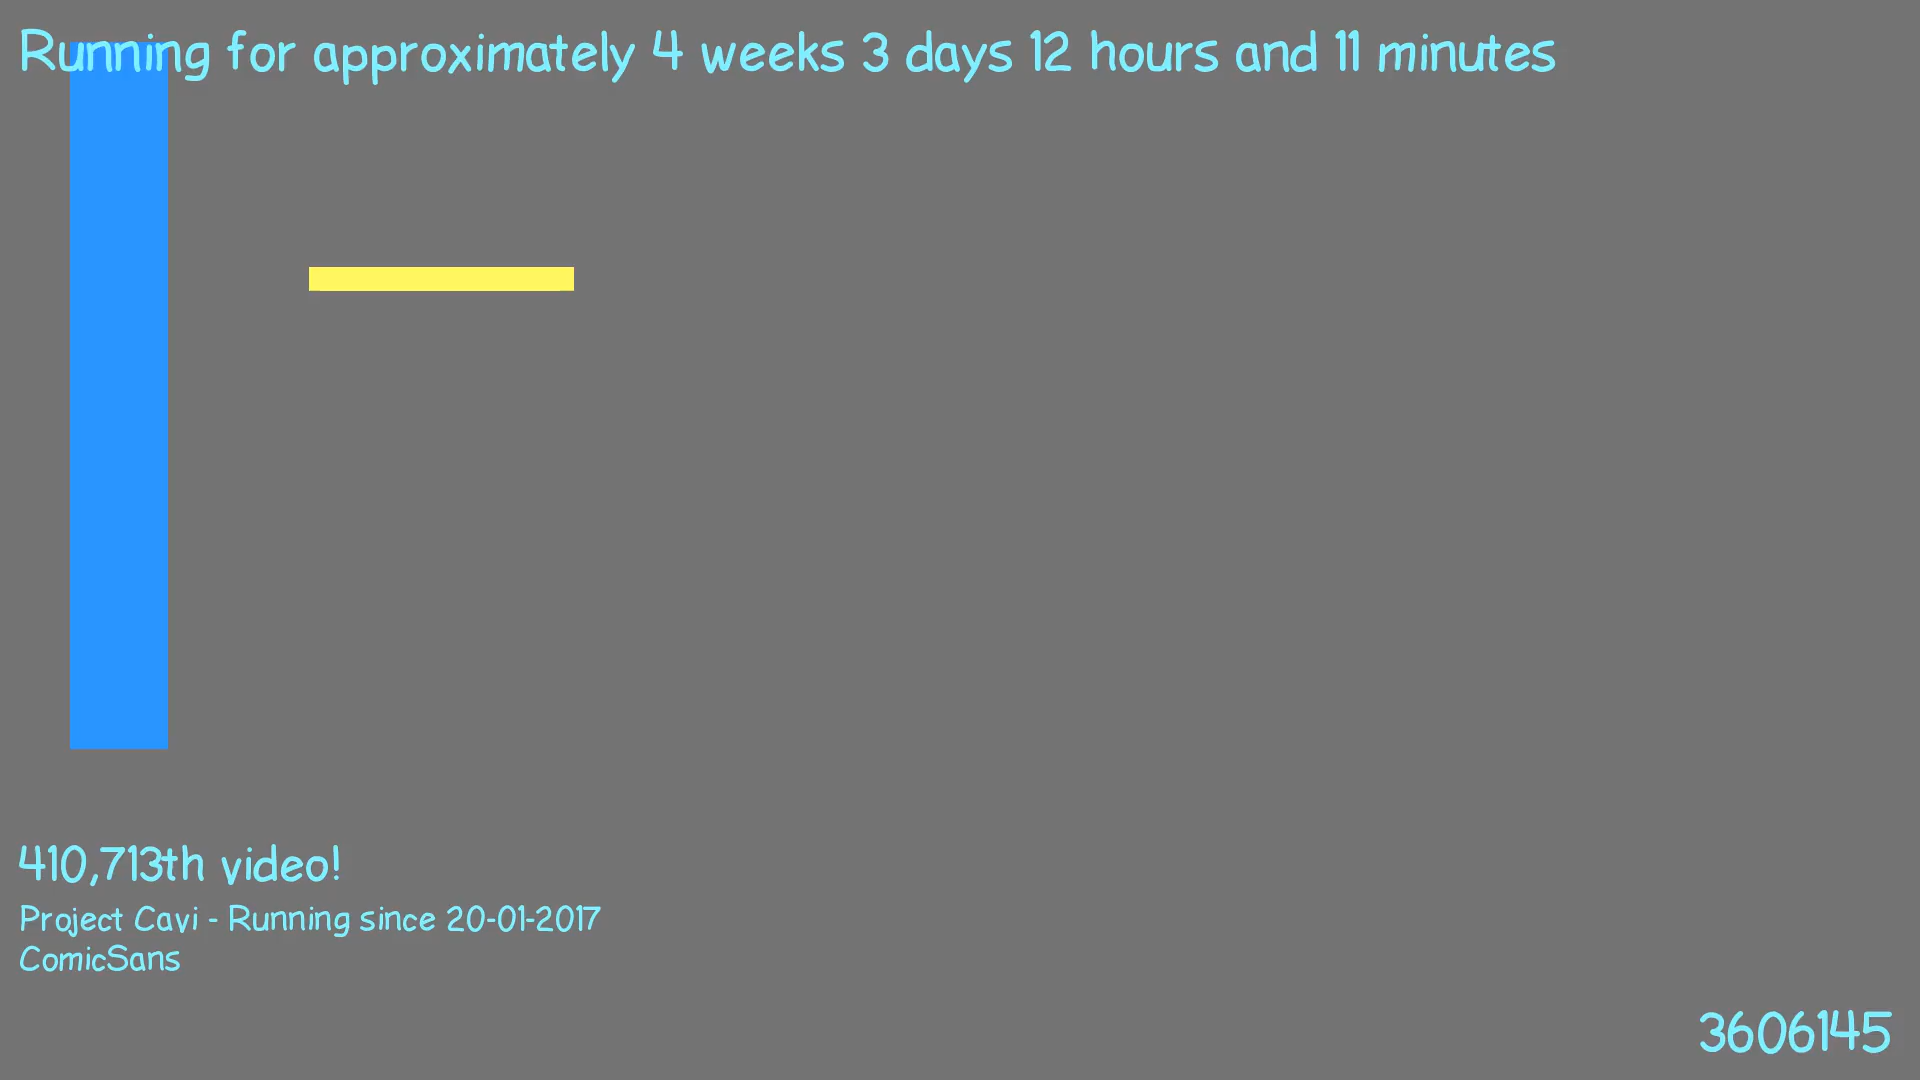 Running for approximately 4 weeks 3 days 12 hours and 11 minutes
410,713th video!
Project Cavi - Running since 20-01-2017
ComicSans
3606145